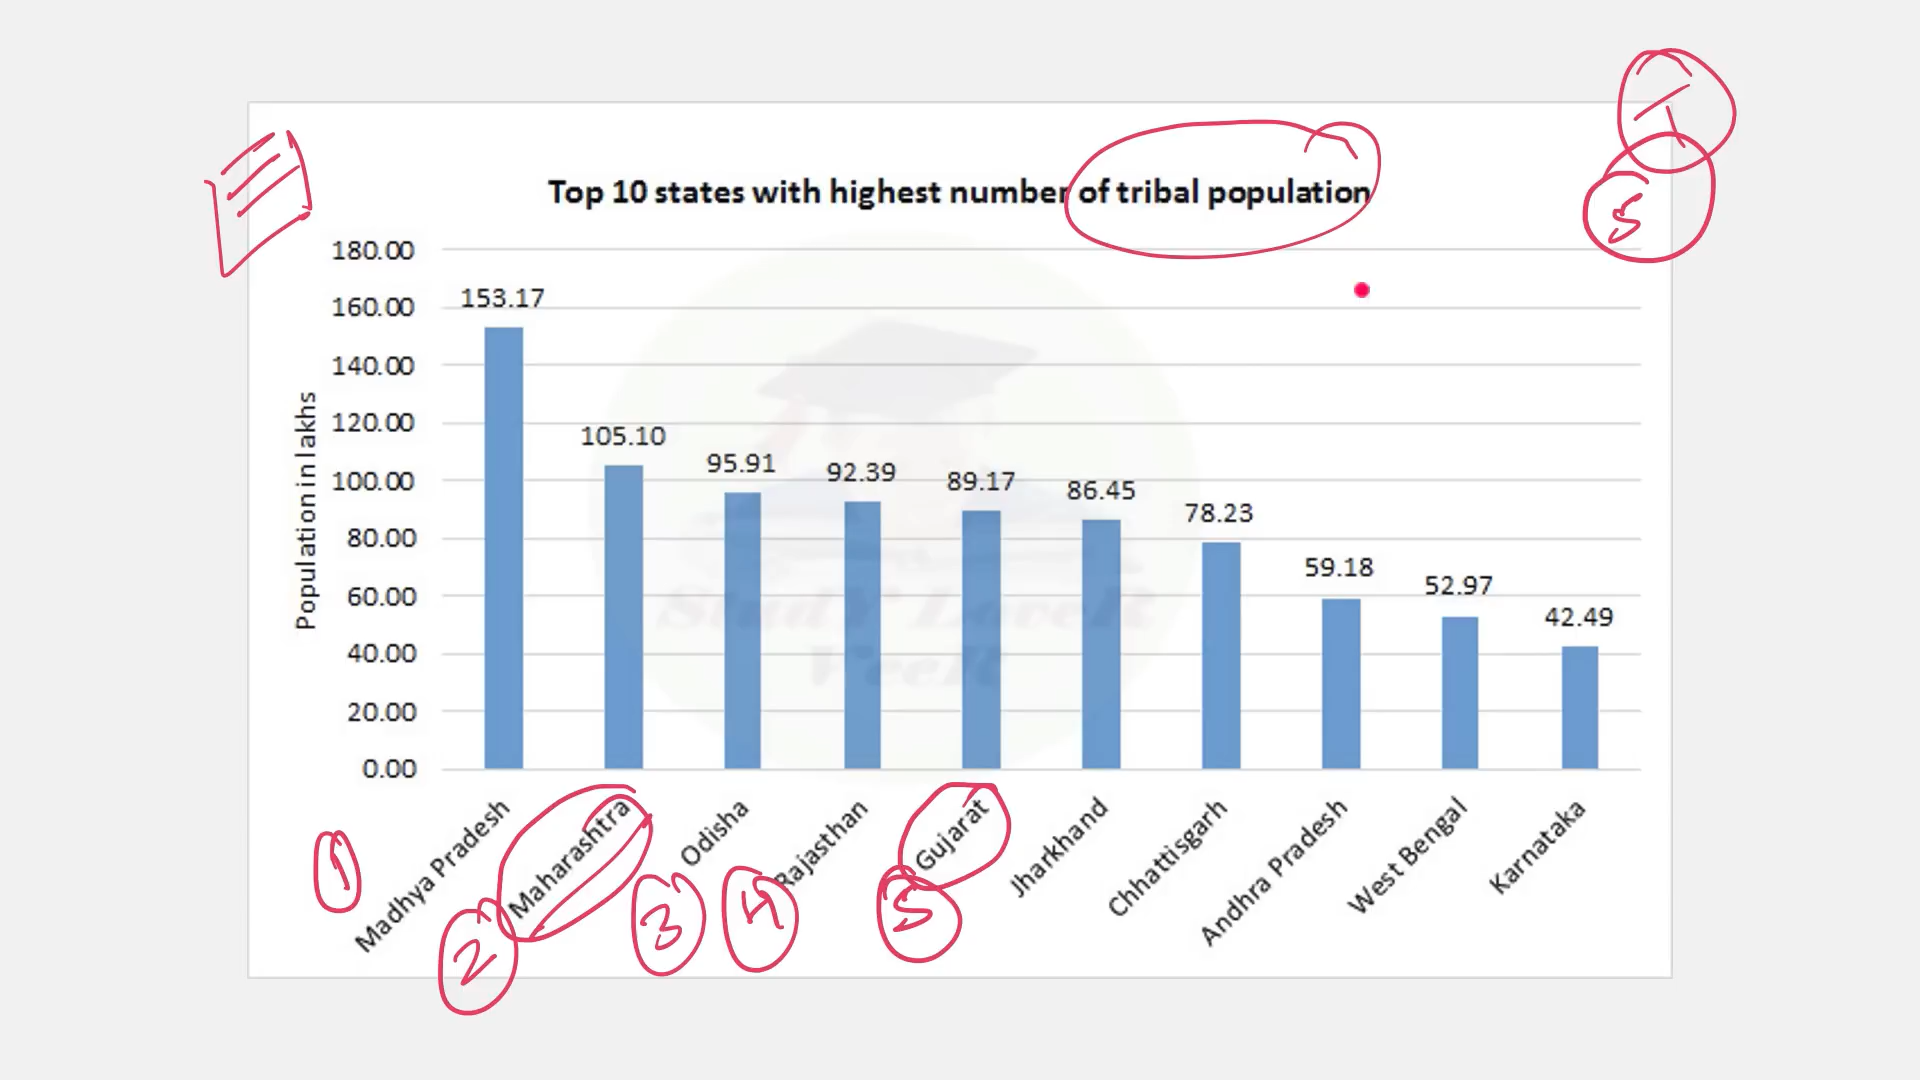 Top 10 states with highest number of tribal population
5
Population in lakhs
180.00
160.00
140.00
120.00
100.00
80.00
60.00
40.00
20.00
0.00
153.17
105.10
95.91
92.39
89.17
86.45
78.23
59.18
52.97
42.49
StudY LoveR
VeeR
Madhya Pradesh
Maharashtra
Odisha
Rajasthan
Gujarat
Jharkhand
Chhattisgarh
Andhra Pradesh
West Bengal
Karnataka
1
2
3
4
5